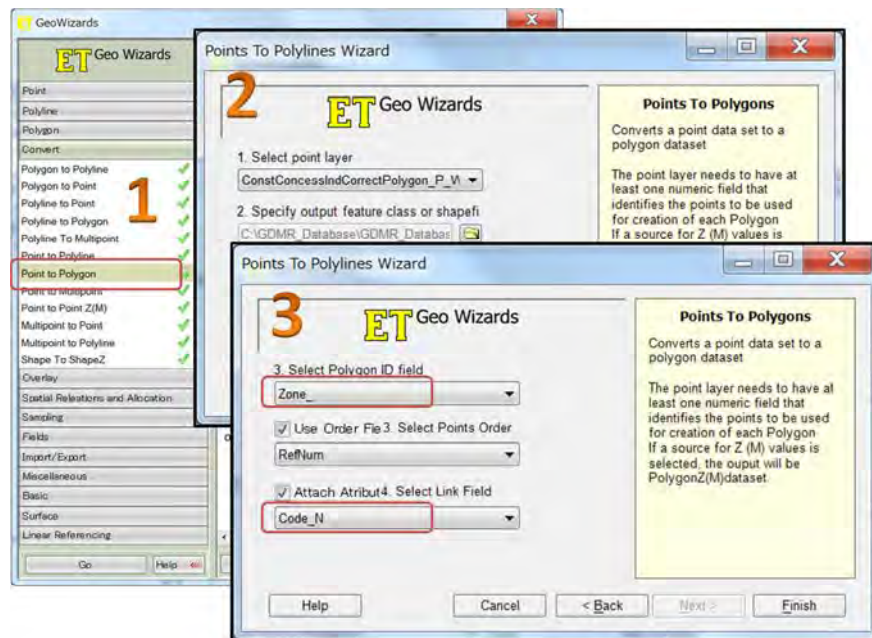 GeoWizards
ET Geo Wizards
Point
Polyline
Polygon
Convert
Polygon to Polyline
Polygon to Point
Polyline to Point
Polyline to Polygon
Polyline To Multipoint
Point to Polyline
Point to Polygon
Point to Multipoint
Point to Point Z(M)
Multipoint to Point
Multipoint to Polyline
Shape To ShapeZ
Overlay
Spatial Releations and Allocation
Sampling
Fields
Import/Export
Miscellaneous
Basic
Surface
Linear Referencing
Go
Help
1
Points To Polylines Wizard
2
ET Geo Wizards
1. Select point layer
ConstConcessIndCorrectPolygon_P_W
2. Specify output feature class or shapefi
C:\GDMR_Database\GDMR_Databas
Points To Polygons
Converts a point data set to a
polygon dataset
The point layer needs to have at
least one numeric field that
identifies the points to be used
for creation of each Polygon
If a source for Z (M) values is
Points To Polylines Wizard
3
ET Geo Wizards
3. Select Polygon ID field
Zone_
Use Order Fie3. Select Points Order
RefNum
Attach Atribut4. Select Link Field
Code_N
Points To Polygons
Converts a point data set to a
polygon dataset
The point layer needs to have at
least one numeric field that
identifies the points to be used
for creation of each Polygon
If a source for Z (M) values is
selected, the ouput will be
PolygonZ(M)dataset
Help
Cancel
< Back
Next >
Finish